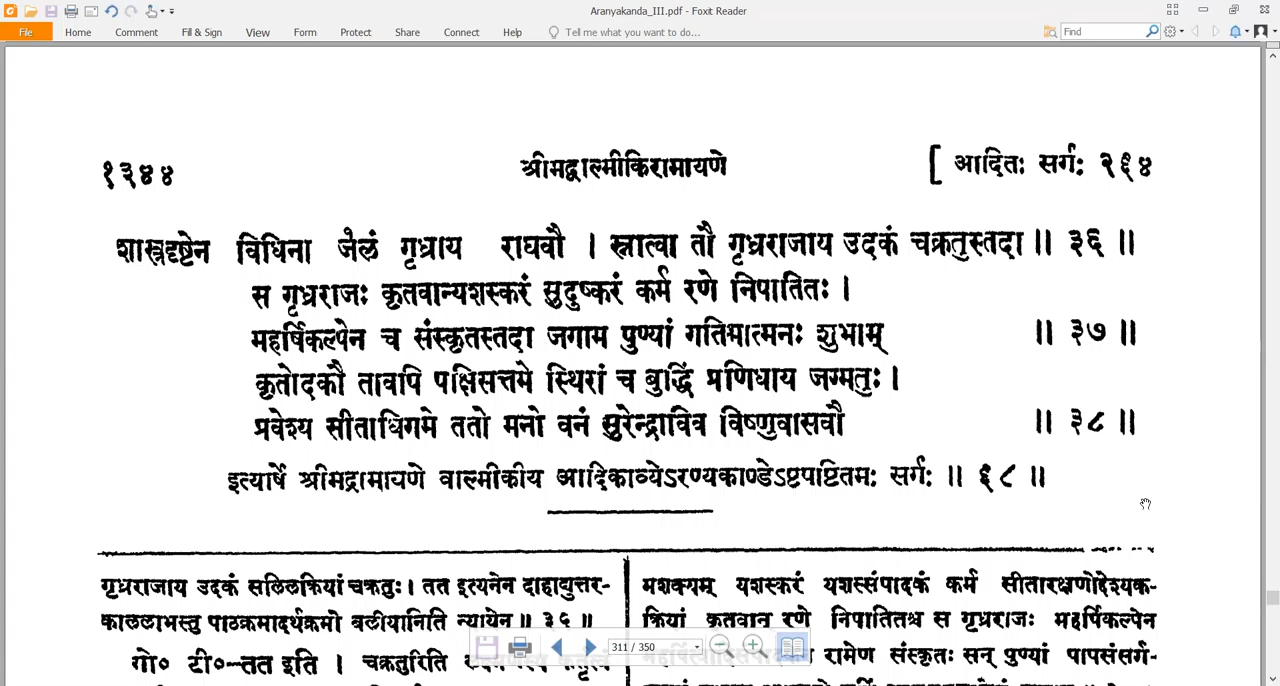 Aranyakanda_III.pdf - Foxit Reader
File Home Comment Fill & Sign View Form Protect Share Connect Help Tell me what you want to do... Find
१३४४ श्रीमद्वाल्मीकिरामायणे [ आदितः सर्गः २६४
शास्त्रदृष्टेन विधिना जले गृध्राय राघवौ । स्नात्वा तौ गृध्रराजाय उदकं चक्रतुस्तदा ॥ ३६ ॥
स गृध्रराजः कृतवान्यशस्करं सुदुष्करं कर्म रणे निपातितः ।
महर्षिकल्पेन च संस्कृतस्तदा जगाम पुण्यां गतिमात्मनः शुभाम् ॥ ३७ ॥
कृतोदकौ तावपि पक्षिसत्तमे स्थिरां च बुद्धिं प्रणिधाय जग्मतुः ।
प्रवेश्य सीताधिगमे ततो मनो वनं सुरेन्द्राविव विष्णुवासवौ ॥ ३८ ॥
इत्यार्षे श्रीमद्रामायणे वाल्मीकीय आदिकाव्येऽरण्यकाण्डेऽष्टषष्टितमः सर्गः ॥ ६८ ॥
गृध्रराजाय उदकं सलिलक्रियां चक्रतुः । तत इत्यनेन दाहाद्युत्तर-
काललाभस्तु पाठक्रमादर्थक्रमो बलीयानिति न्यायेन ॥ ३६ ॥
गो० टी०—तत इति । चक्रतुरिति
मशक्यम् यशस्करं यशस्संपादकं कर्म सीतारक्षणोद्देश्यक-
क्रियां कृतवान् रणे निपातितश्च स गृध्रराजः महर्षिकल्पेन
रामेण संस्कृतः सन् पुण्यां पापसंसर्ग-
311 / 350